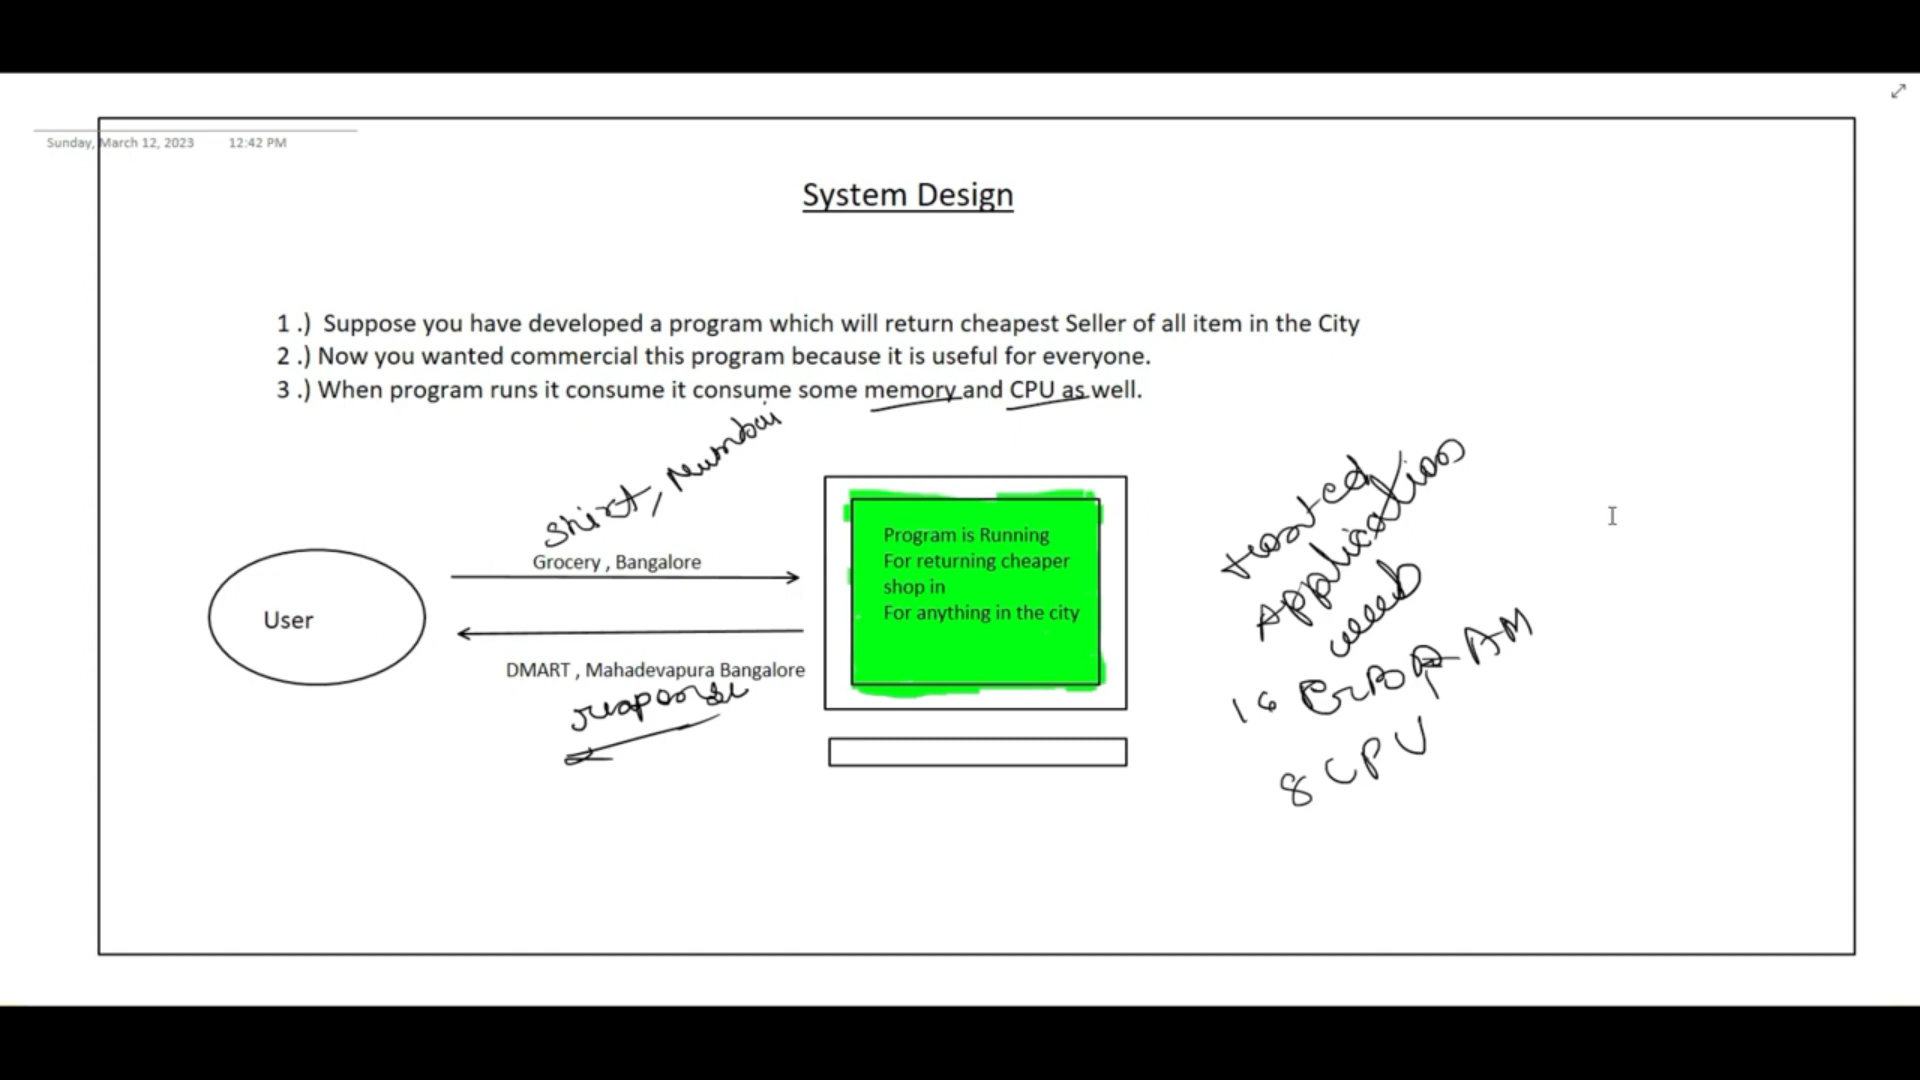 Sunday, March 12, 2023 12:42 PM
System Design
1 .) Suppose you have developed a program which will return cheapest Seller of all item in the City
2 .) Now you wanted commercial this program because it is useful for everyone.
3 .) When program runs it consume it consume some memory and CPU as well.
Shirt, Mumbai
Grocery , Bangalore
User
DMART , Mahadevapura Bangalore
response
Program is Running
For returning cheaper
shop in
For anything in the city
Hosted
Application
web
16
RAM
8 CPU